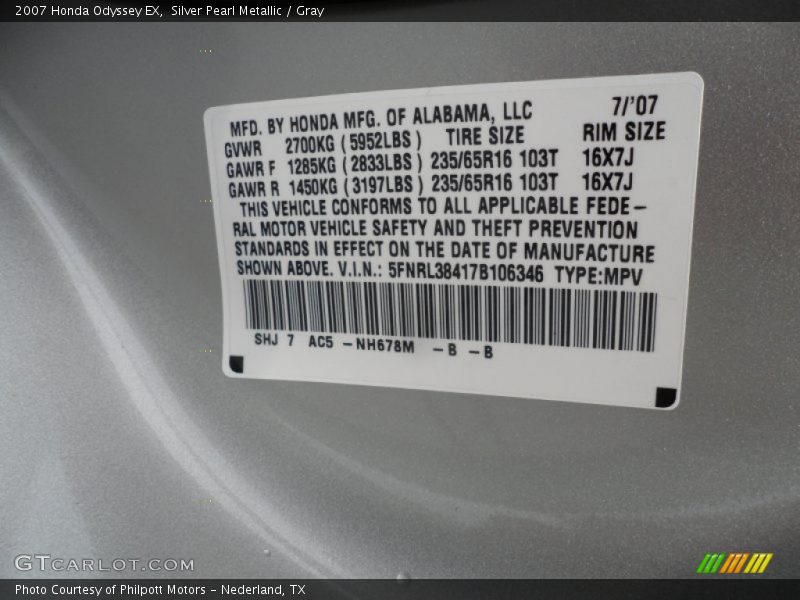 2007 Honda Odyssey EX, Silver Pearl Metallic / Gray
MFD. BY HONDA MFG. OF ALABAMA, LLC 7/'07
GVWR 2700KG (5952LBS) TIRE SIZE RIM SIZE
GAWR F 1285KG (2833LBS) 235/65R16 103T 16X7J
GAWR R 1450KG (3197LBS) 235/65R16 103T 16X7J
THIS VEHICLE CONFORMS TO ALL APPLICABLE FEDE-
RAL MOTOR VEHICLE SAFETY AND THEFT PREVENTION
STANDARDS IN EFFECT ON THE DATE OF MANUFACTURE
SHOWN ABOVE. V.I.N.: 5FNRL38417B106346 TYPE:MPV
SHJ 7 AC5 -NH678M -B -B
GTCARLOT.COM
Photo Courtesy of Philpott Motors - Nederland, TX